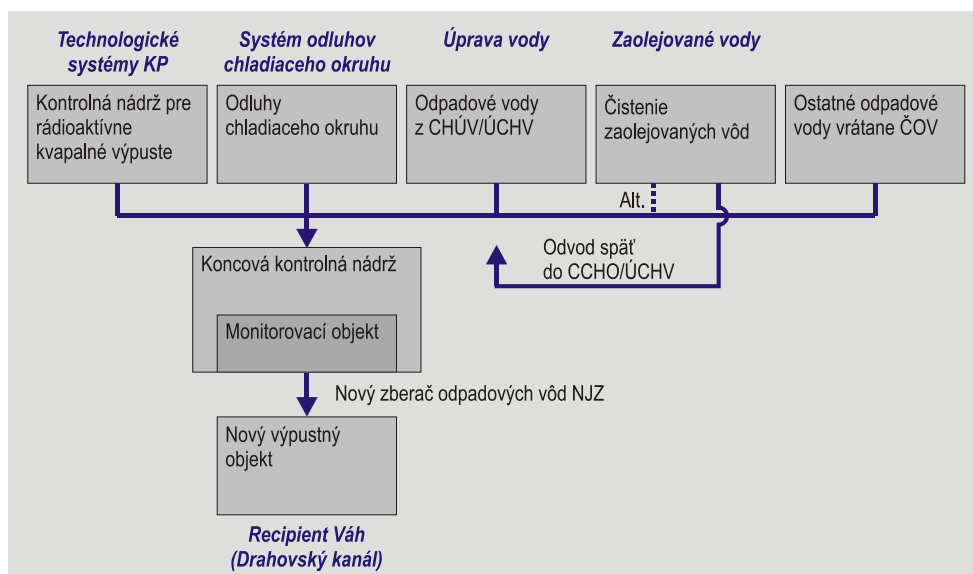 Technologické
systémy KP
Systém odluhov
chladiaceho okruhu
Úprava vody
Zaolejované vody
Kontrolná nádrž pre
rádioaktívne
kvapalné výpuste
Odluhy
chladiaceho okruhu
Odpadové vody
z CHÚV/ÚCHV
Čistenie
zaolejovaných vôd
Ostatné odpadové
vody vrátane ČOV
Alt.
Odvod späť
do CCHO/ÚCHV
Koncová kontrolná nádrž
Monitorovací objekt
Nový zberač odpadových vôd NJZ
Nový výpustný
objekt
Recipient Váh
(Drahovský kanál)